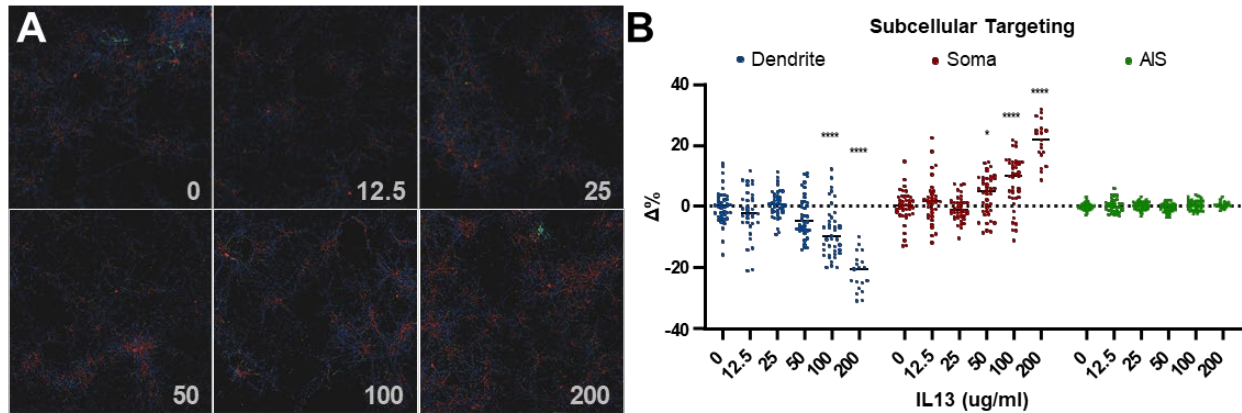 A
0
12.5
25
50
100
200
B
Subcellular Targeting
Dendrite Soma AIS
40
20
0
-20
-40
Δ%
**** **** * **** ****
0 12.5 25 50 100 200 0 12.5 25 50 100 200 0 12.5 25 50 100 200
IL13 (ug/ml)